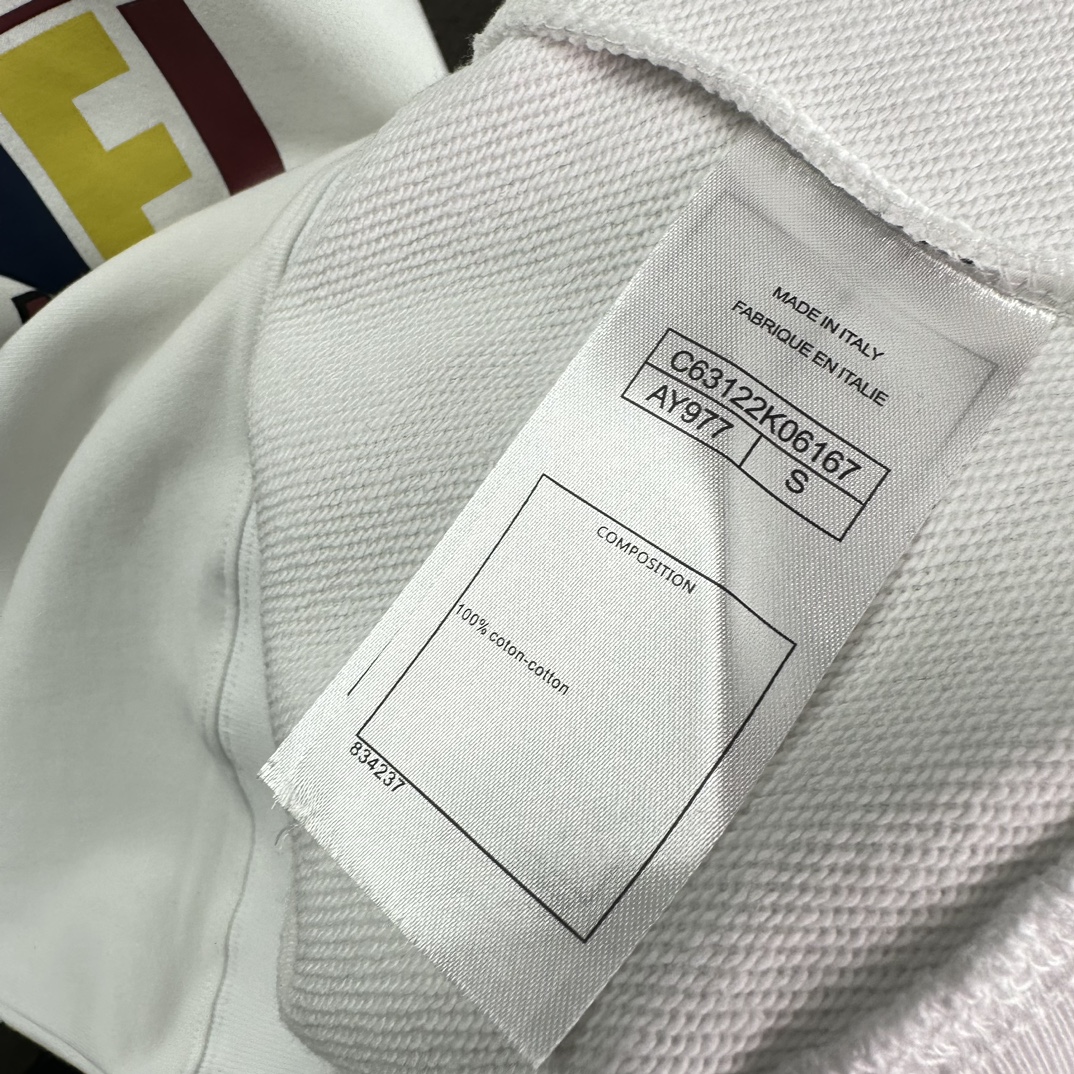 MADE IN ITALY
FABRIQUE EN ITALIE
C63122K06167
AY977 S
COMPOSITION
100% coton-cotton
834237